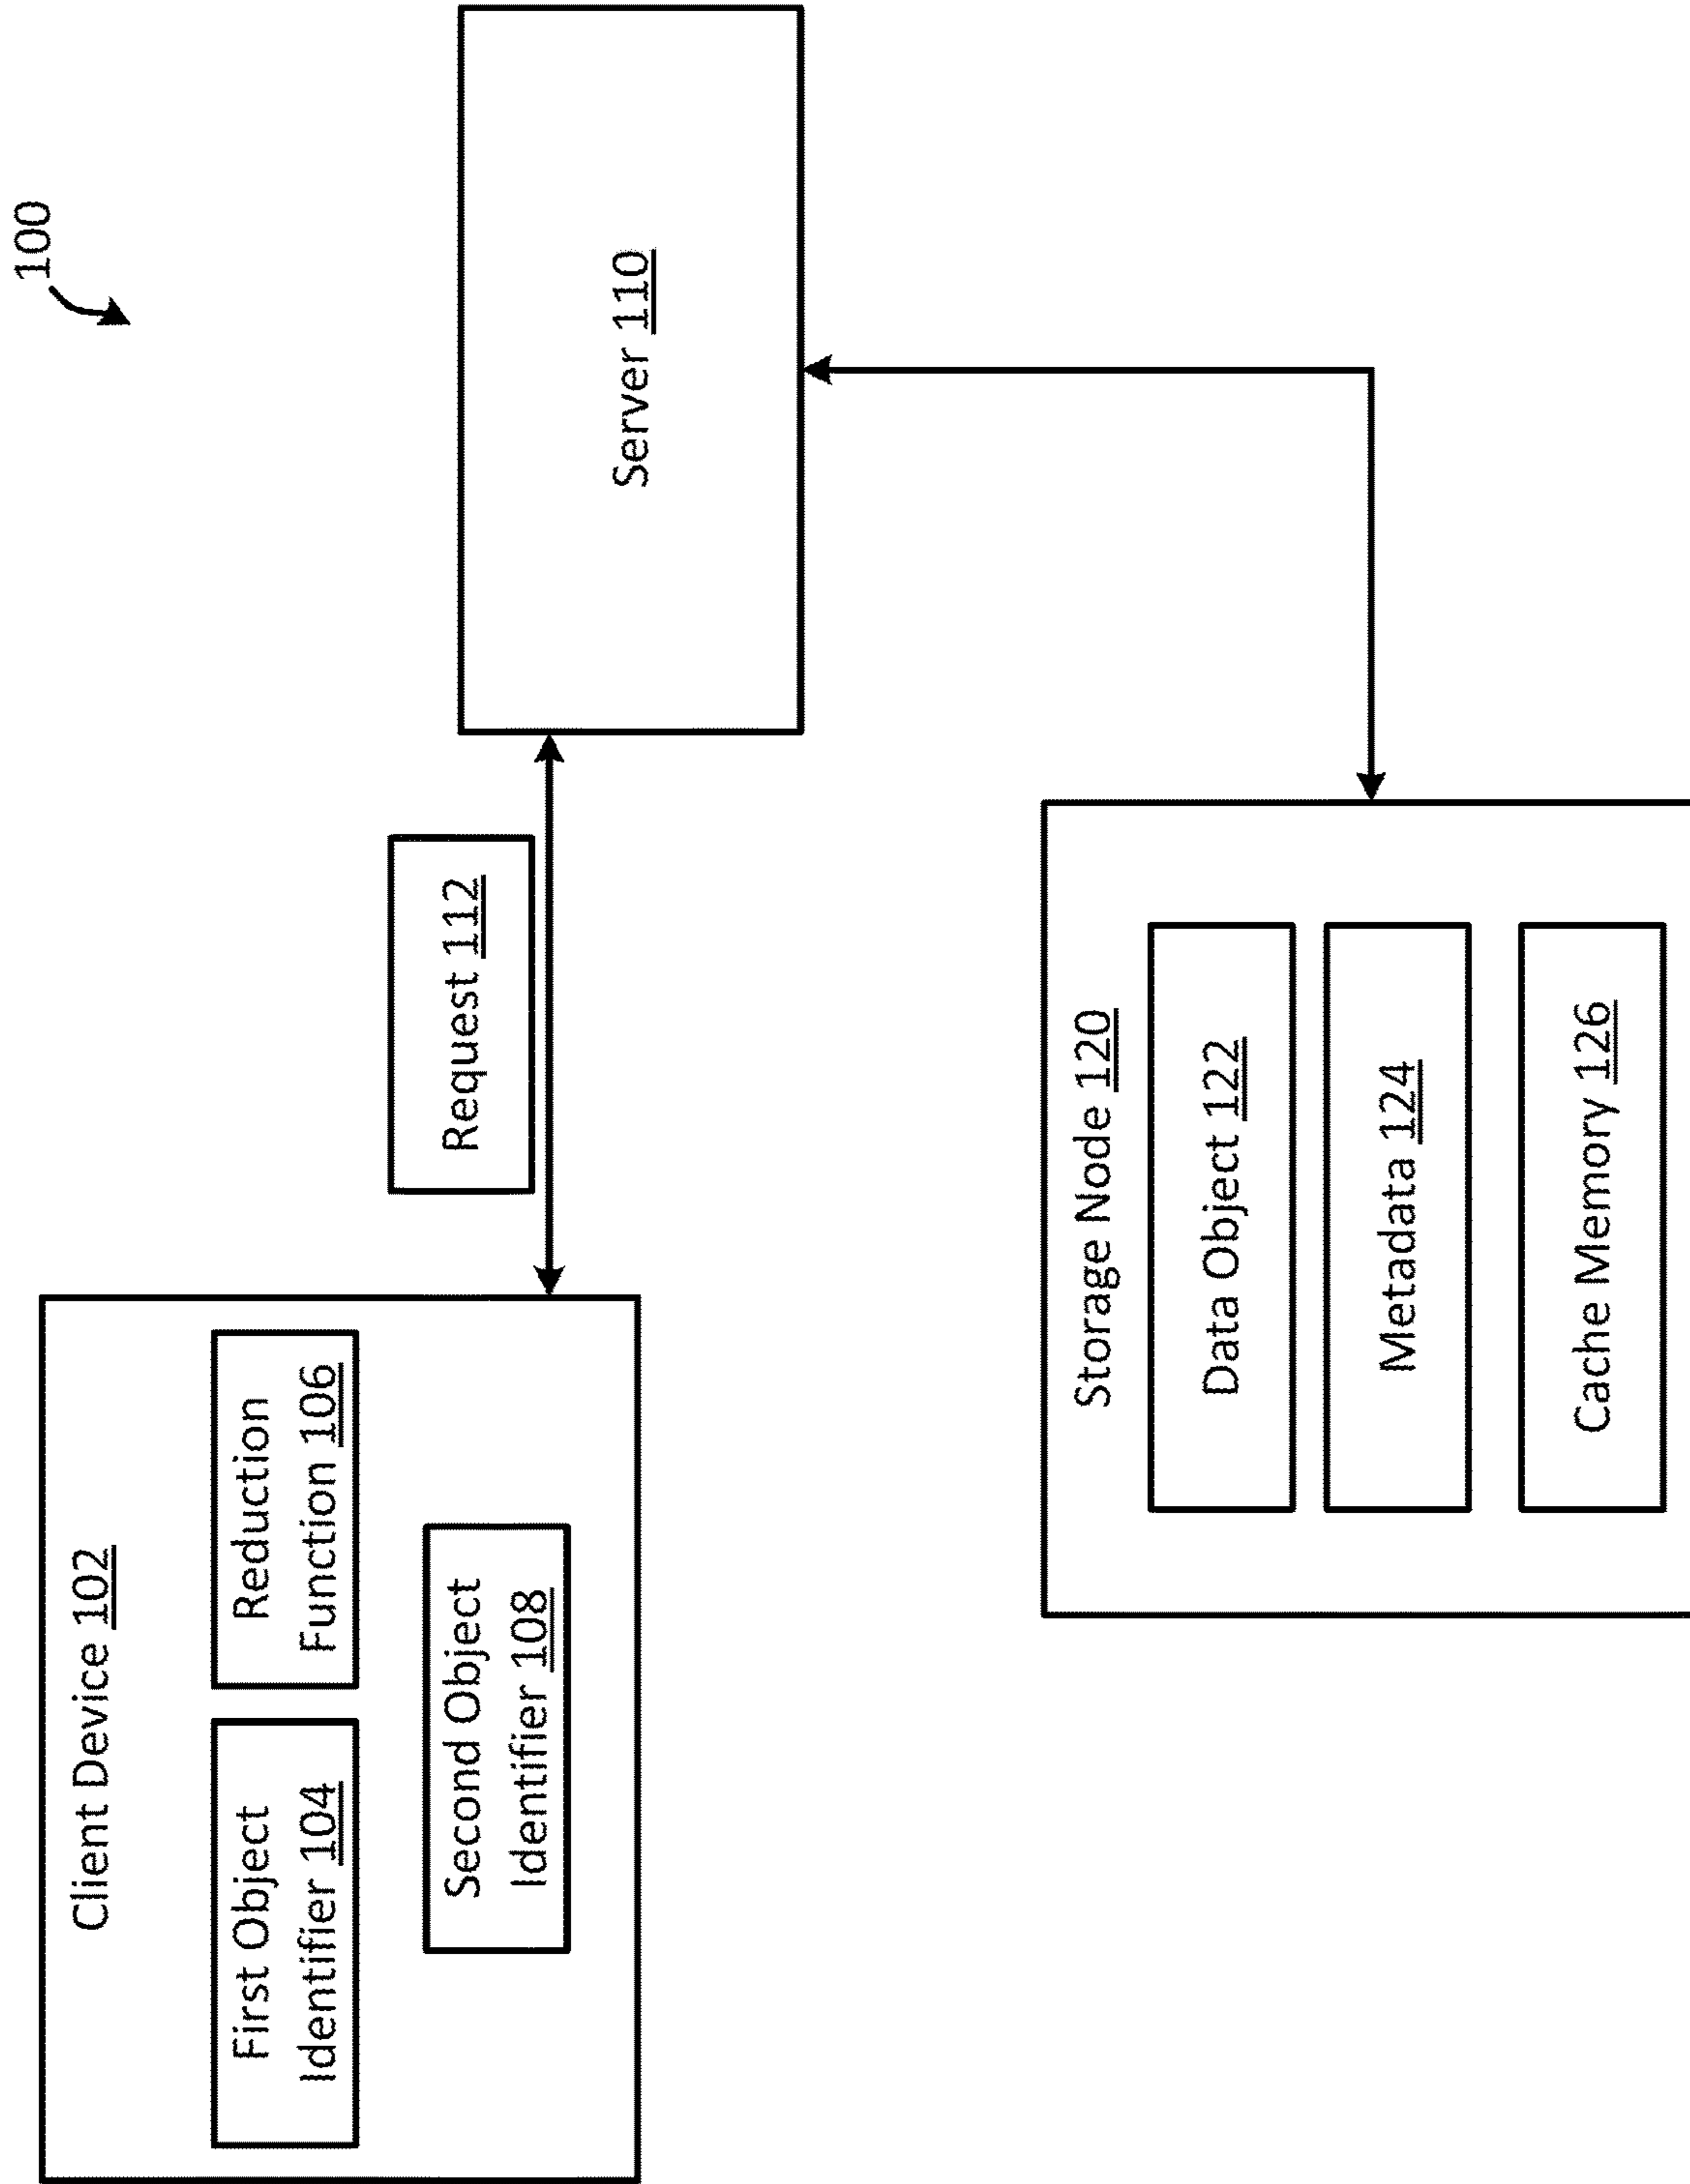 100
Client Device 102
First Object
Identifier 104
Reduction
Function 106
Second Object
Identifier 108
Request 112
Server 110
Storage Node 120
Data Object 122
Metadata 124
Cache Memory 126